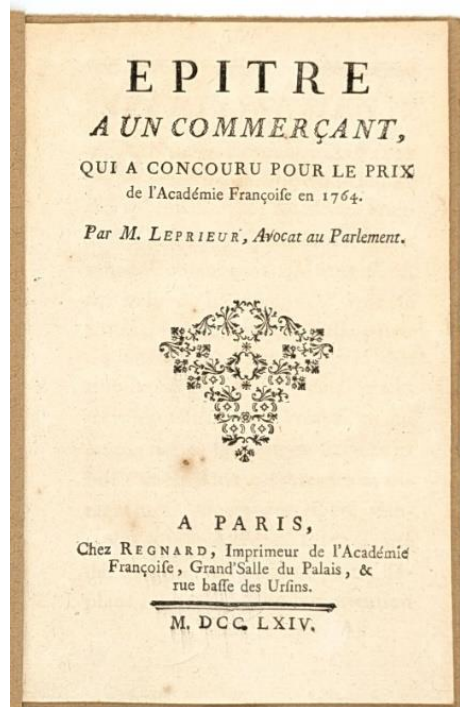 EPITRE
A UN COMMERÇANT,
QUI A CONCOURU POUR LE PRIX
de l'Académie Françoiſe en 1764.
Par M. LEPRIEUR, Avocat au Parlement.
A PARIS,
Chez REGNARD, Imprimeur de l'Académie
Françoiſe, Grand'Salle du Palais, &
rue baſſe des Urſins.
M. DCC. LXIV.